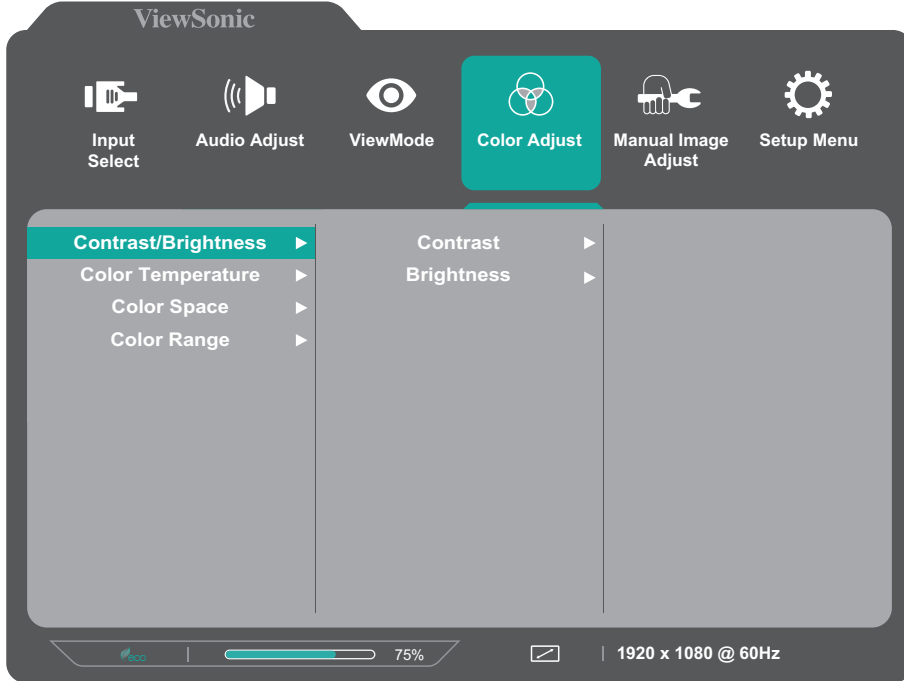 ViewSonic
Input
Select
Audio Adjust
ViewMode
Color Adjust
Manual Image
Adjust
Setup Menu
Contrast/Brightness
Color Temperature
Color Space
Color Range
Contrast
Brightness
eco
75%
1920 x 1080 @ 60Hz